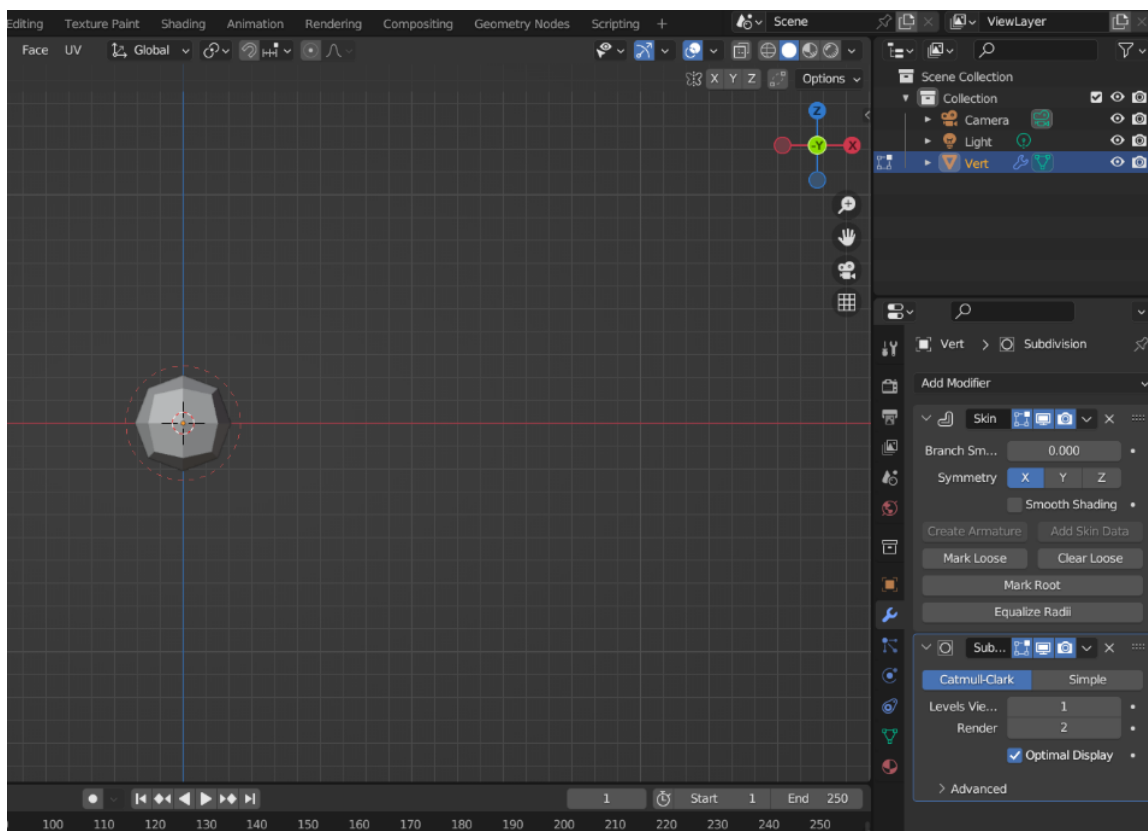 Editing Texture Paint Shading Animation Rendering Compositing Geometry Nodes Scripting + Scene ViewLayer
Face UV Global
X Y Z Options
Scene Collection
Collection
Camera
Light
Vert
Z
-Y X
Vert > Subdivision
Add Modifier
Skin
Branch Sm... 0.000
Symmetry X Y Z
Smooth Shading
Create Armature Add Skin Data
Mark Loose Clear Loose
Mark Root
Equalize Radii
Sub...
Catmull-Clark Simple
Levels Vie... 1
Render 2
Optimal Display
> Advanced
1 Start 1 End 250
100 110 120 130 140 150 160 170 180 190 200 210 220 230 240 250